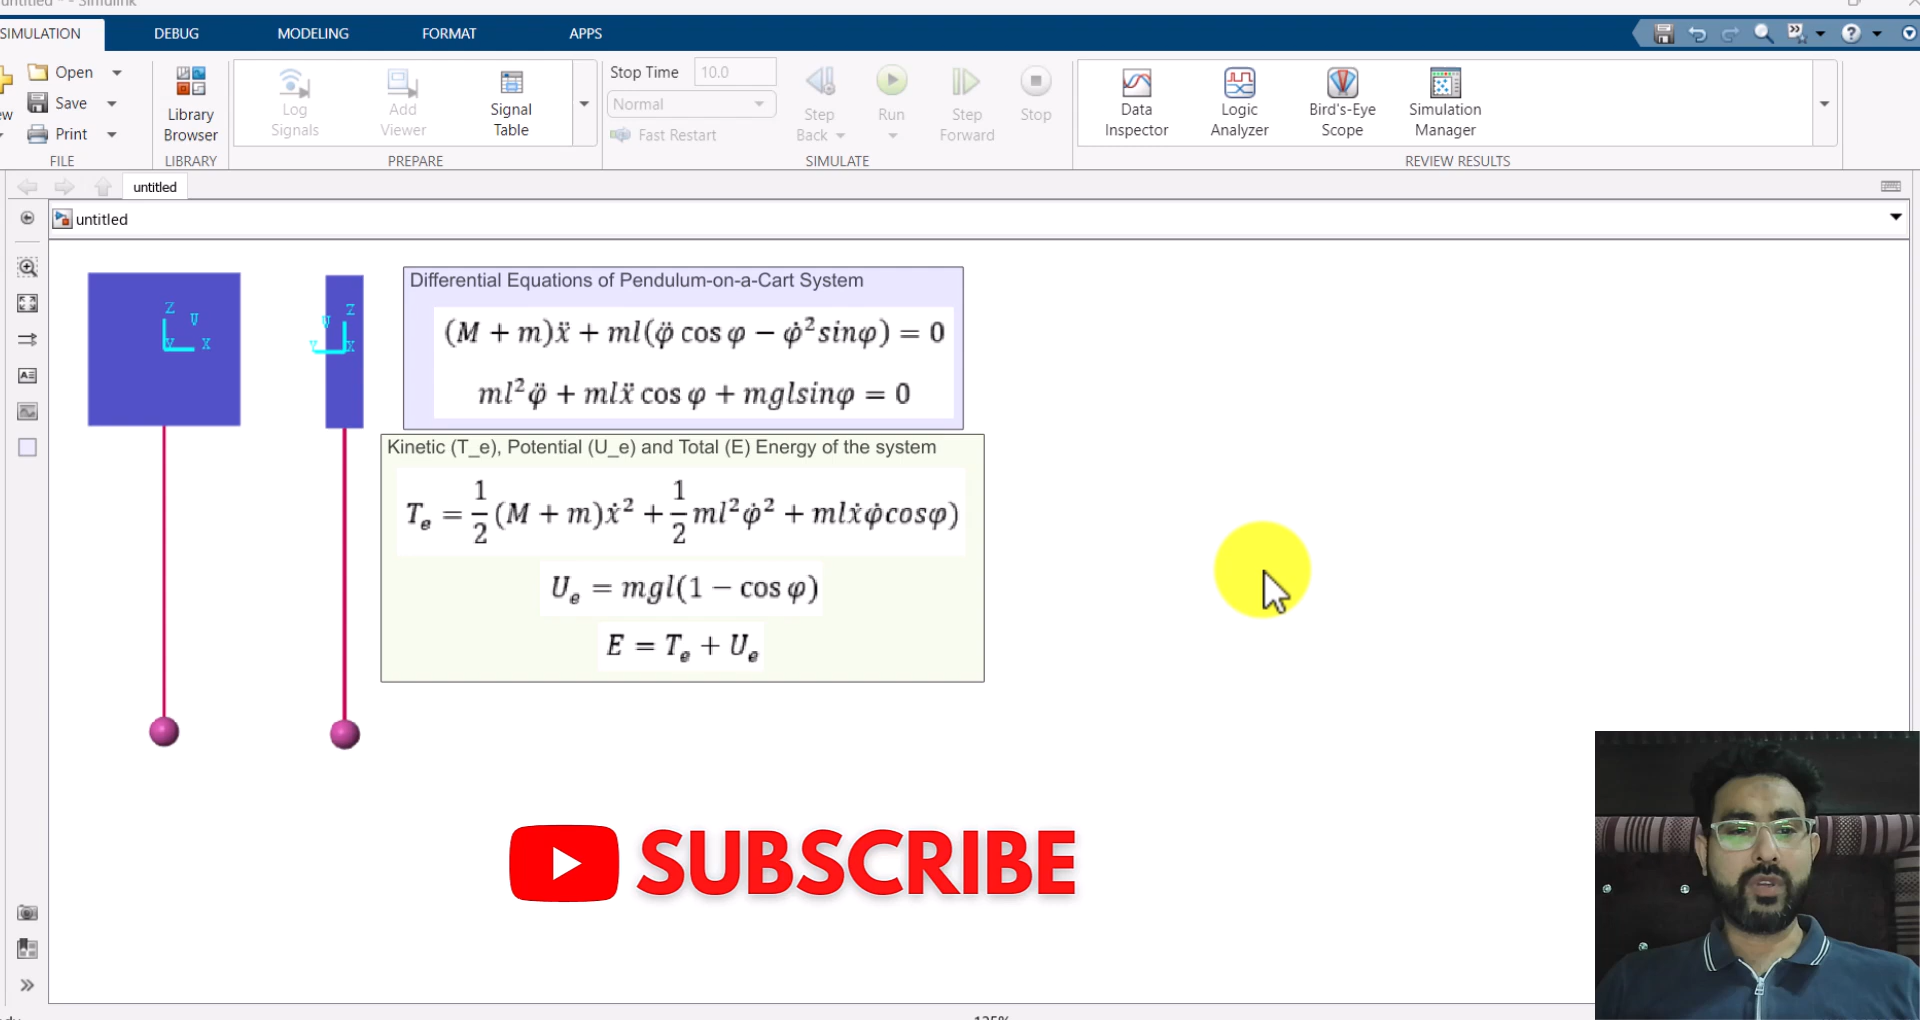 untitled * - Simulink
SIMULATION DEBUG MODELING FORMAT APPS
Open
Save
Print
FILE
Library Browser
LIBRARY
Log Signals
Add Viewer
Signal Table
PREPARE
Stop Time 10.0
Normal
Fast Restart
Step Back
Run
Step Forward
Stop
SIMULATE
Data Inspector
Logic Analyzer
Bird's-Eye Scope
Simulation Manager
REVIEW RESULTS
untitled
untitled
Z
X
Z
Differential Equations of Pendulum-on-a-Cart System
(M + m)ẍ + ml(φ̈ cos φ − φ̇²sinφ) = 0
ml²φ̈ + mlẍ cos φ + mglsinφ = 0
Kinetic (T_e), Potential (U_e) and Total (E) Energy of the system
Tₑ = 1/2 (M + m)ẋ² + 1/2 ml²φ̇² + mlẋφ̇cosφ)
Uₑ = mgl(1 − cos φ)
E = Tₑ + Uₑ
SUBSCRIBE